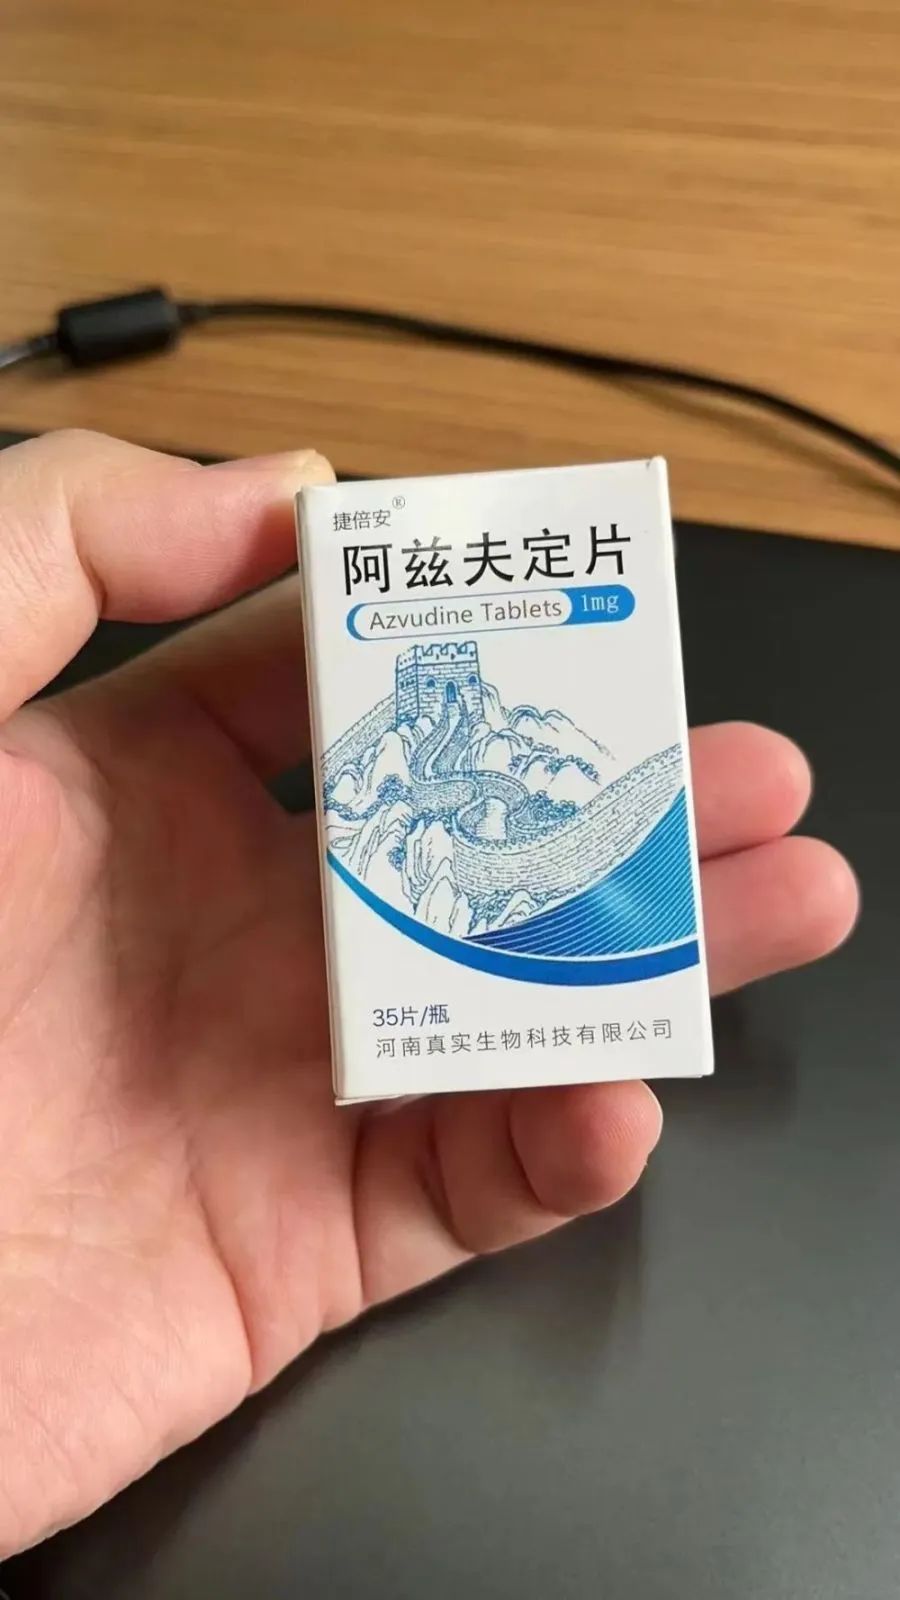 捷倍安®
阿兹夫定片
Azvudine Tablets 1mg
35片/瓶
河南真实生物科技有限公司